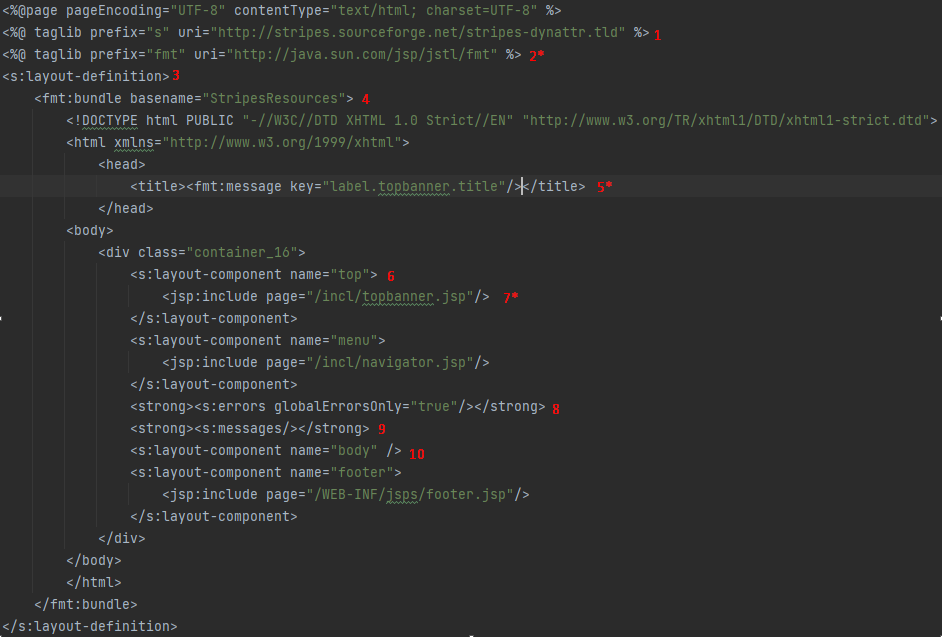 <%@page pageEncoding="UTF-8" contentType="text/html; charset=UTF-8" %>
<%@ taglib prefix="s" uri="http://stripes.sourceforge.net/stripes-dynattr.tld" %> 1
<%@ taglib prefix="fmt" uri="http://java.sun.com/jsp/jstl/fmt" %> 2*
<s:layout-definition> 3
    <fmt:bundle basename="StripesResources"> 4
        <!DOCTYPE html PUBLIC "-//W3C//DTD XHTML 1.0 Strict//EN" "http://www.w3.org/TR/xhtml1/DTD/xhtml1-strict.dtd">
        <html xmlns="http://www.w3.org/1999/xhtml">
            <head>
                <title><fmt:message key="label.topbanner.title"/></title> 5*
            </head>
        <body>
            <div class="container_16">
                <s:layout-component name="top"> 6
                    <jsp:include page="/incl/topbanner.jsp"/> 7*
                </s:layout-component>
                <s:layout-component name="menu">
                    <jsp:include page="/incl/navigator.jsp"/>
                </s:layout-component>
                <strong><s:errors globalErrorsOnly="true"/></strong> 8
                <strong><s:messages/></strong> 9
                <s:layout-component name="body" /> 10
                <s:layout-component name="footer">
                    <jsp:include page="/WEB-INF/jsps/footer.jsp"/>
                </s:layout-component>
            </div>
        </body>
        </html>
    </fmt:bundle>
</s:layout-definition>